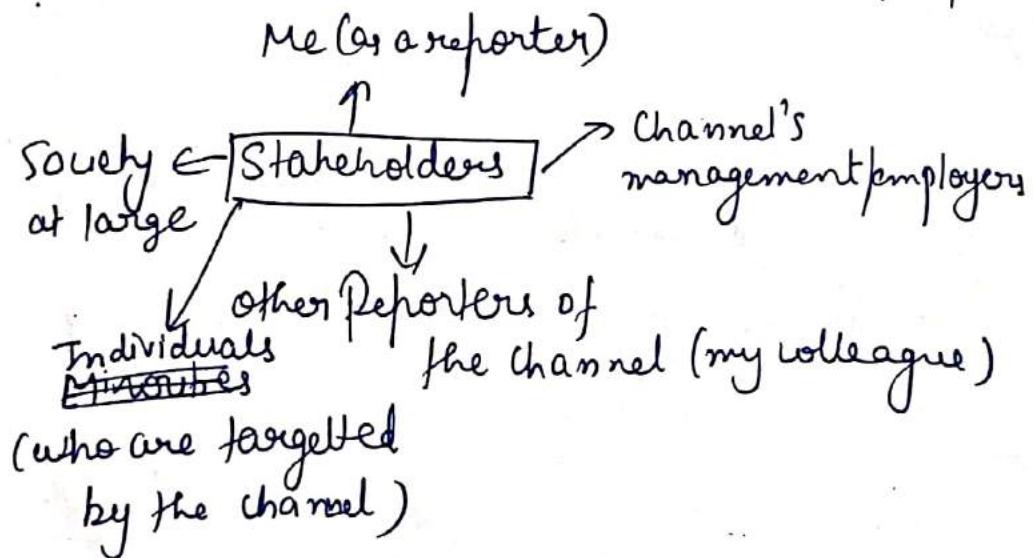 Me (as a reporter)
Society at large
Stakeholders
Channel's
management/employers
Individuals
Minorities
(who are targetted
by the channel)
other Reporters of
the channel (my colleague)